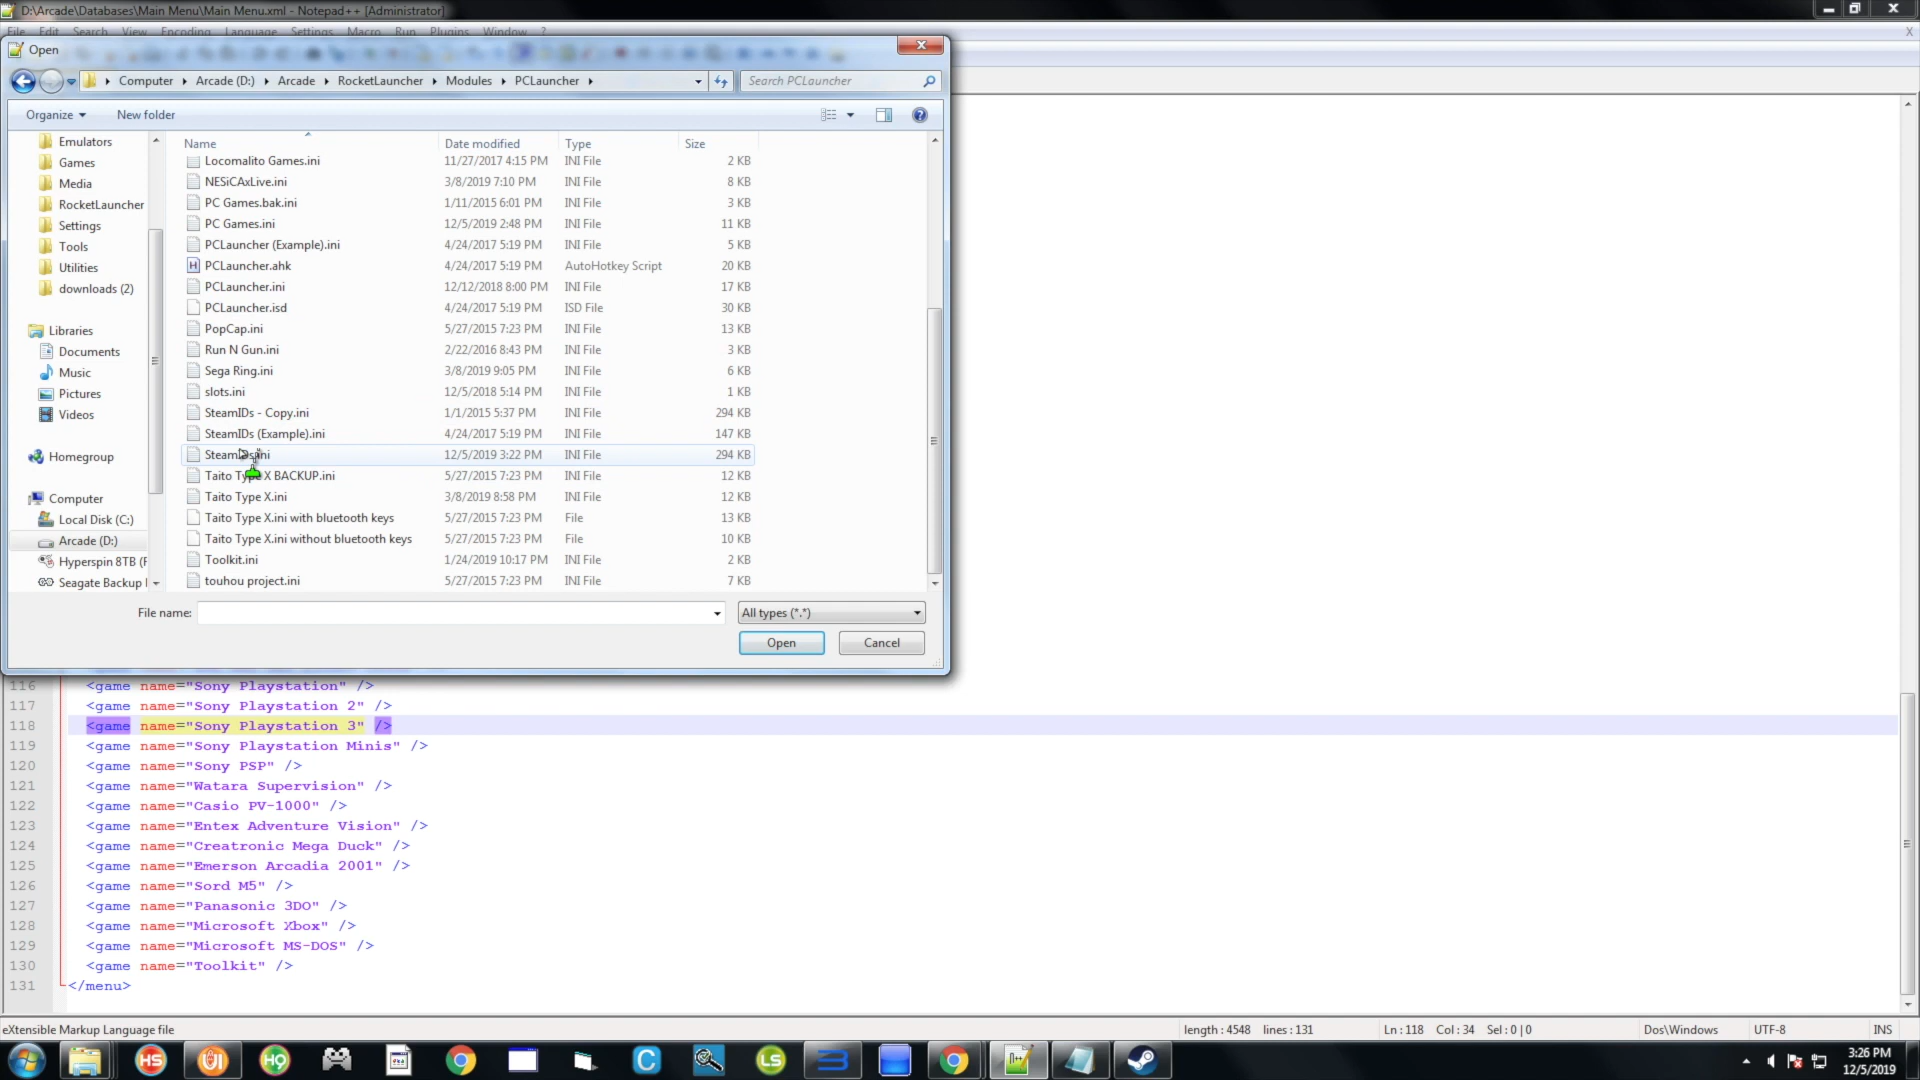 D:\Arcade\Databases\Main Menu\Main Menu.xml - Notepad++ [Administrator]
File Edit Search View Encoding Language Settings Macro Run Plugins Window ?
X
Open
Computer Arcade (D:) Arcade RocketLauncher Modules PCLauncher
Search PCLauncher
Organize New folder
Name Date modified Type Size
Locomalito Games.ini 11/27/2017 4:15 PM INI File 2 KB
NESiCAxLive.ini 3/8/2019 7:10 PM INI File 8 KB
PC Games.bak.ini 1/11/2015 6:01 PM INI File 3 KB
PC Games.ini 12/5/2019 2:48 PM INI File 11 KB
PCLauncher (Example).ini 4/24/2017 5:19 PM INI File 5 KB
PCLauncher.ahk 4/24/2017 5:19 PM AutoHotkey Script 20 KB
PCLauncher.ini 12/12/2018 8:00 PM INI File 17 KB
PCLauncher.isd 4/24/2017 5:19 PM ISD File 30 KB
PopCap.ini 5/27/2015 7:23 PM INI File 13 KB
Run N Gun.ini 2/22/2016 8:43 PM INI File 3 KB
Sega Ring.ini 3/8/2019 9:05 PM INI File 6 KB
slots.ini 12/5/2018 5:14 PM INI File 1 KB
SteamIDs - Copy.ini 1/1/2015 5:37 PM INI File 294 KB
SteamIDs (Example).ini 4/24/2017 5:19 PM INI File 147 KB
SteamIDs.ini 12/5/2019 3:22 PM INI File 294 KB
Taito Type X BACKUP.ini 5/27/2015 7:23 PM INI File 12 KB
Taito Type X.ini 3/8/2019 8:58 PM INI File 12 KB
Taito Type X.ini with bluetooth keys 5/27/2015 7:23 PM File 13 KB
Taito Type X.ini without bluetooth keys 5/27/2015 7:23 PM File 10 KB
Toolkit.ini 1/24/2019 10:17 PM INI File 2 KB
touhou project.ini 5/27/2015 7:23 PM INI File 7 KB
Emulators
Games
Media
RocketLauncher
Settings
Tools
Utilities
downloads (2)
Libraries
Documents
Music
Pictures
Videos
Homegroup
Computer
Local Disk (C:)
Arcade (D:)
Hyperspin 8TB (F
Seagate Backup
File name: All types (*.*)
Open Cancel
116 <game name="Sony Playstation" />
117 <game name="Sony Playstation 2" />
118 <game name="Sony Playstation 3" />
119 <game name="Sony Playstation Minis" />
120 <game name="Sony PSP" />
121 <game name="Watara Supervision" />
122 <game name="Casio PV-1000" />
123 <game name="Entex Adventure Vision" />
124 <game name="Creatronic Mega Duck" />
125 <game name="Emerson Arcadia 2001" />
126 <game name="Sord M5" />
127 <game name="Panasonic 3DO" />
128 <game name="Microsoft Xbox" />
129 <game name="Microsoft MS-DOS" />
130 <game name="Toolkit" />
131 </menu>
eXtensible Markup Language file length : 4548 lines : 131 Ln : 118 Col : 34 Sel : 0 | 0 Dos\Windows UTF-8 INS
HS HQ C LS
3:26 PM
12/5/2019